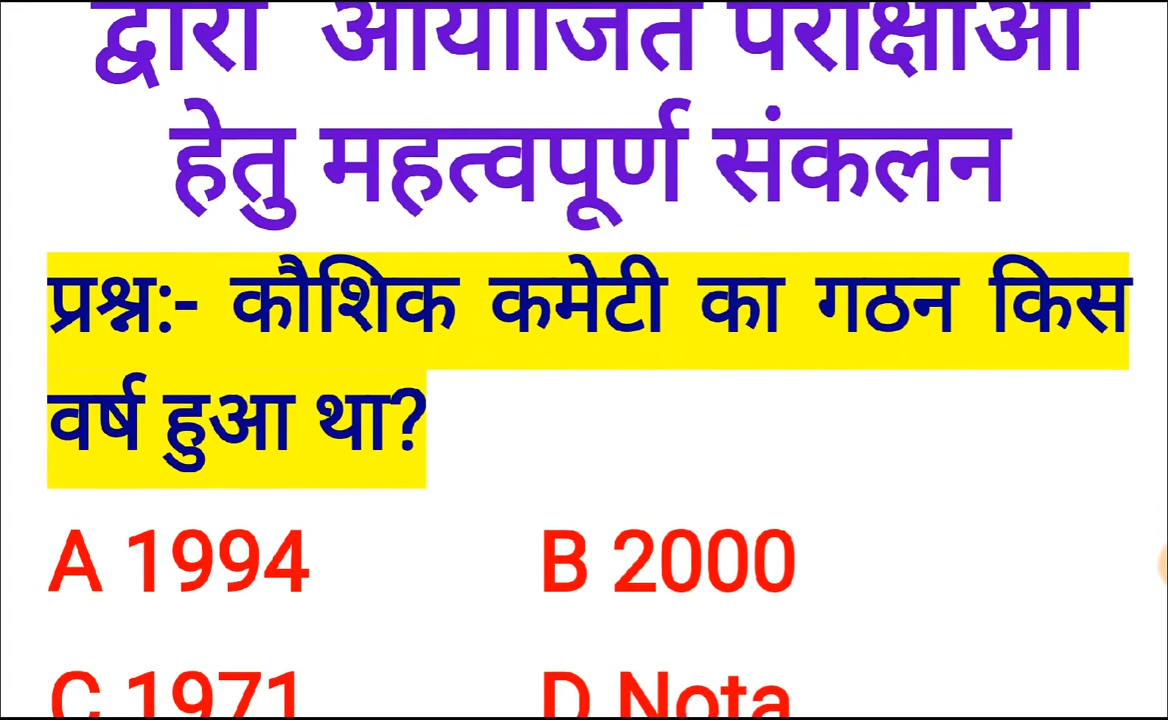 द्वारा आयोजित परीक्षाओं
हेतु महत्वपूर्ण संकलन
प्रश्न:- कौशिक कमेटी का गठन किस
वर्ष हुआ था?
A 1994 B 2000
C 1971 D Nota